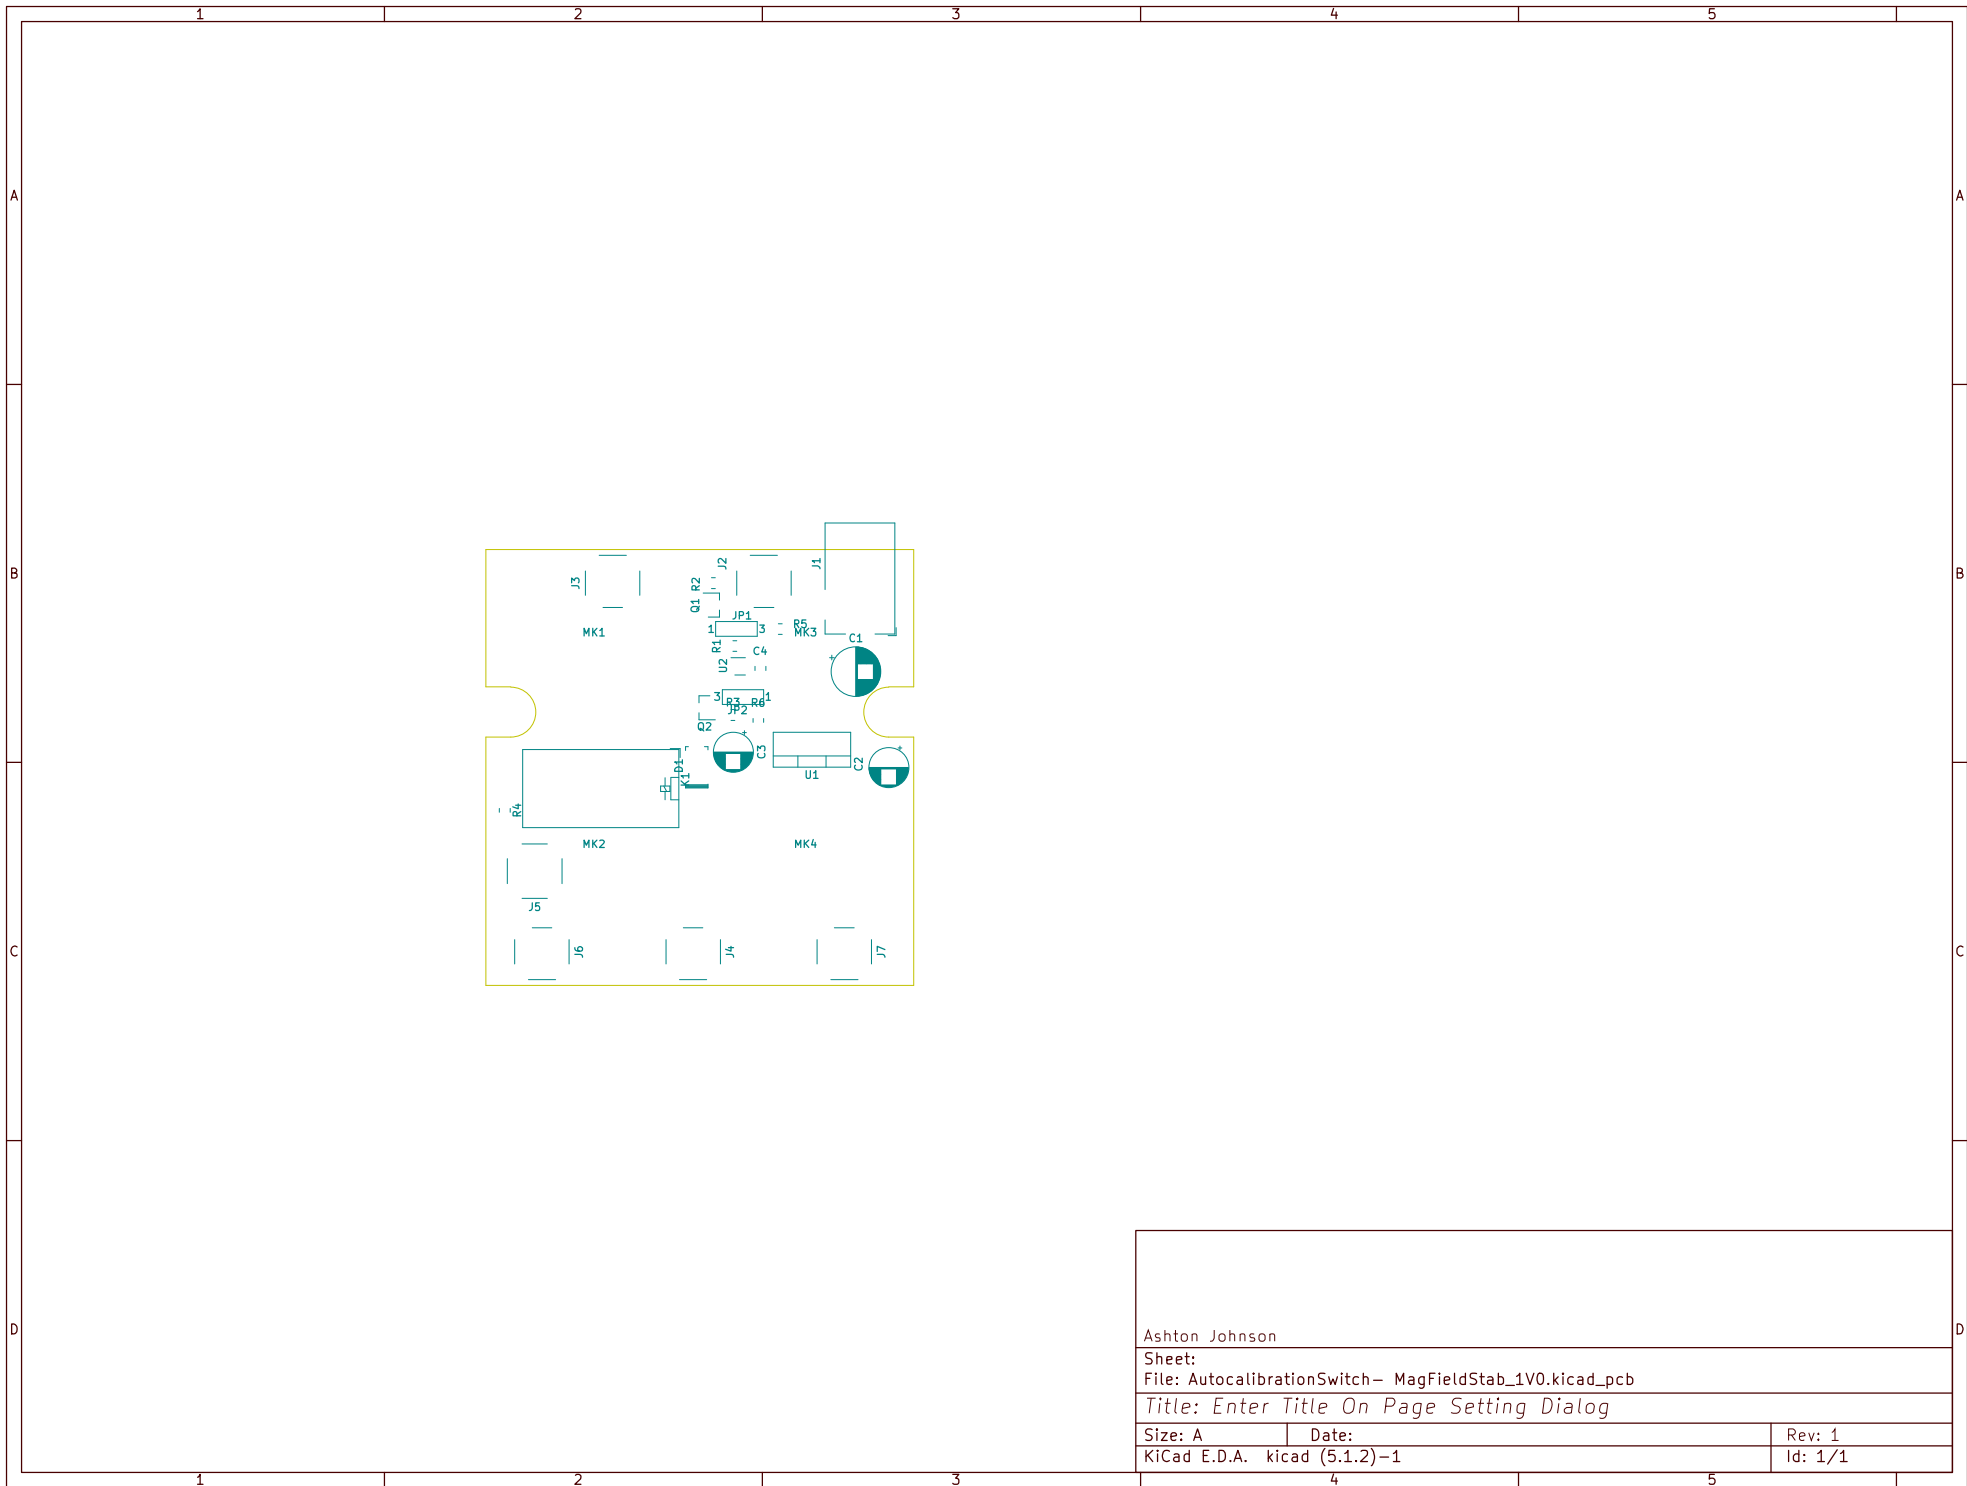 1 2 3 4 5
A A
B B
C C
D D
J3
J2
J1
R2
Q1
JP1
1 3
R5
MK1
MK3
C1
+
R1
C4
U2
3 1
R3 R6
JP2
Q2
+
C3
+
C2
U1
D1
K1
R4
MK2
MK4
J5
J6
J4
J7
Ashton Johnson
Sheet:
File: AutocalibrationSwitch- MagFieldStab_1V0.kicad_pcb
Title: Enter Title On Page Setting Dialog
Size: A Date: Rev: 1
KiCad E.D.A. kicad (5.1.2)-1 Id: 1/1
1 2 3 4 5